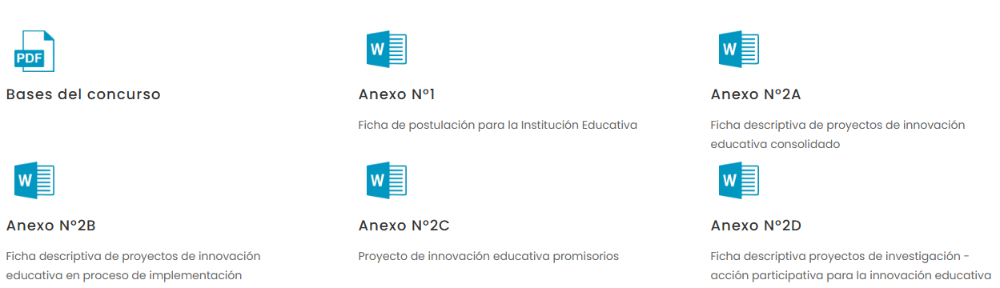 PDF
Bases del concurso
W
Anexo N°1
Ficha de postulación para la Institución Educativa
W
Anexo N°2A
Ficha descriptiva de proyectos de innovación
educativa consolidado
W
Anexo N°2B
Ficha descriptiva de proyectos de innovación
educativa en proceso de implementación
W
Anexo N°2C
Proyecto de innovación educativa promisorios
W
Anexo N°2D
Ficha descriptiva proyectos de investigación -
acción participativa para la innovación educativa